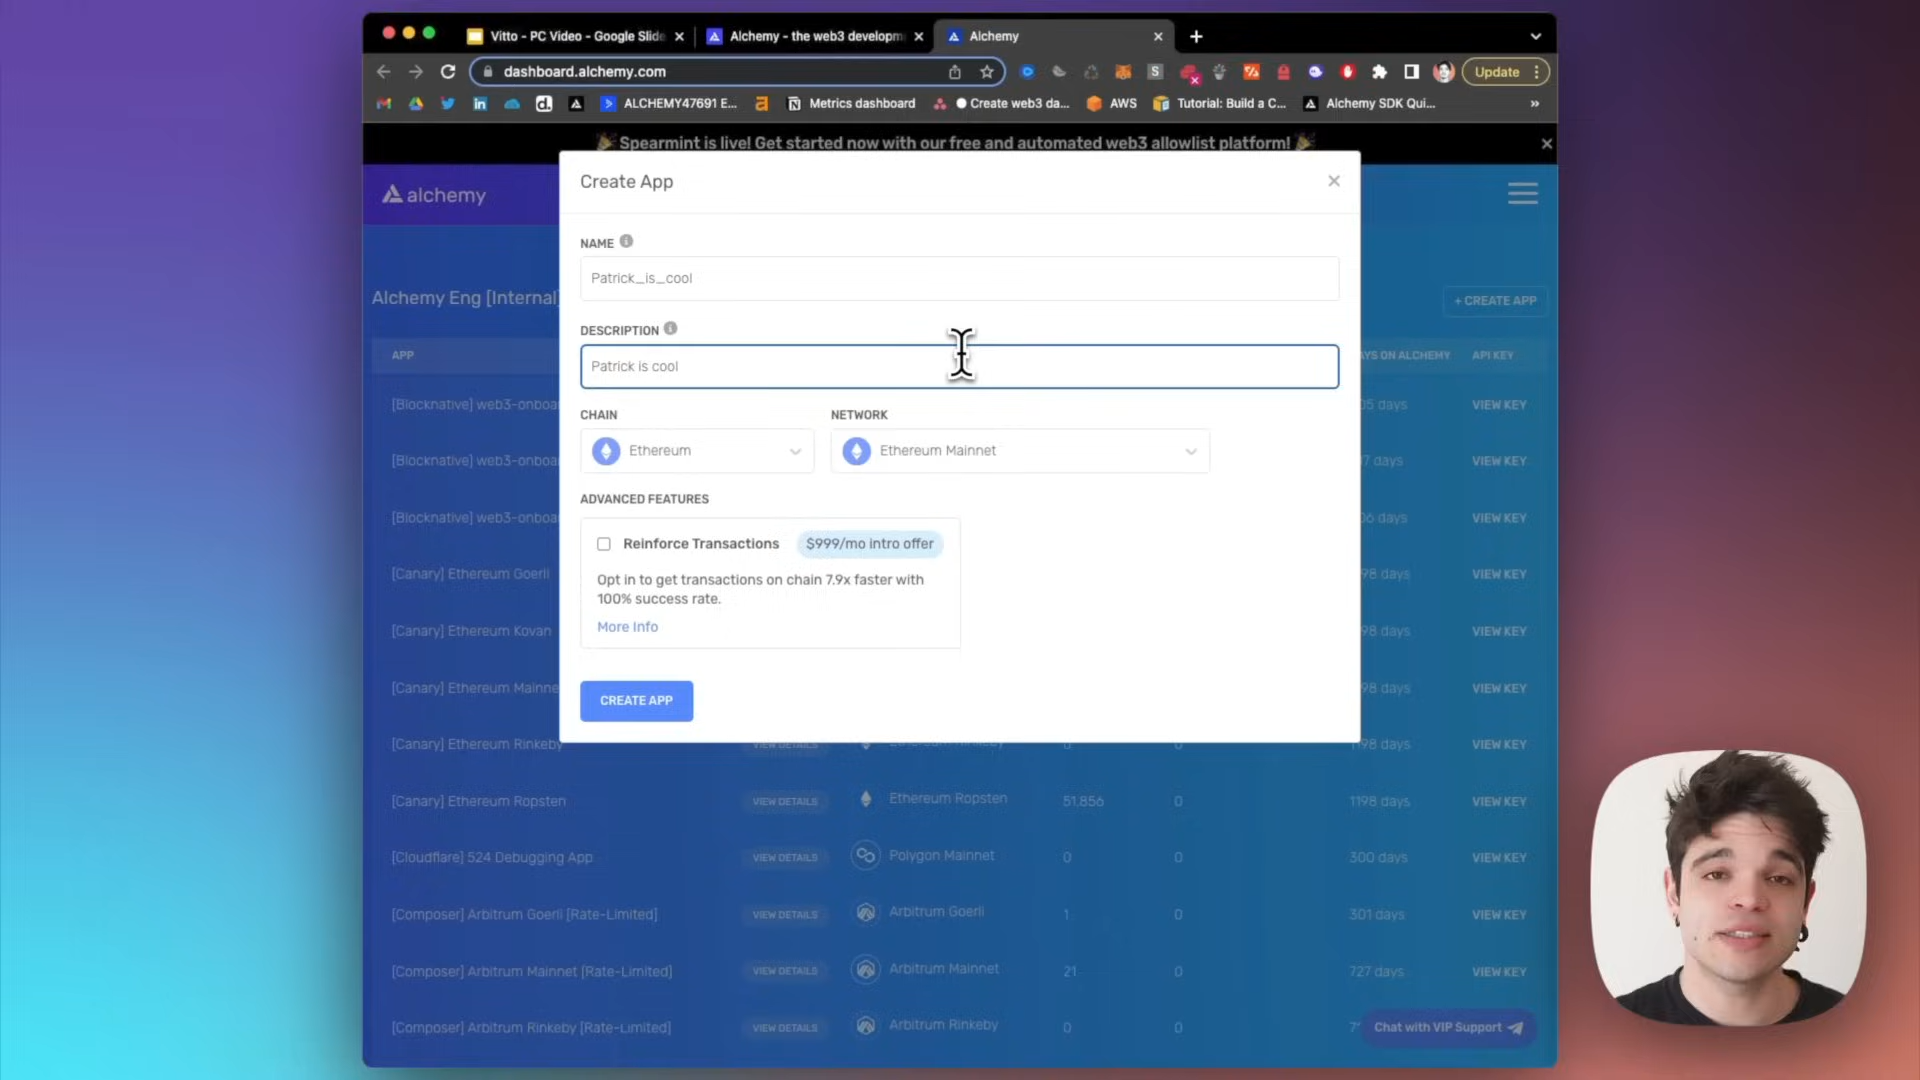 Vitto - PC Video - Google Slide
Alchemy - the web3 developm
Alchemy
dashboard.alchemy.com
Update
ALCHEMY47691 E...
Metrics dashboard
Create web3 da...
AWS
Tutorial: Build a C...
Alchemy SDK Qui...
🎉 Spearmint is live! Get started now with our free and automated web3 allowlist platform! 🎉
alchemy
Create App
NAME
Patrick_is_cool
DESCRIPTION
Patrick is cool
CHAIN
NETWORK
Ethereum
Ethereum Mainnet
ADVANCED FEATURES
Reinforce Transactions
$999/mo intro offer
Opt in to get transactions on chain 7.9x faster with
100% success rate.
More Info
CREATE APP
Alchemy Eng [Internal]
+ CREATE APP
APP
YS ON ALCHEMY
API KEY
[Blocknative] web3-onboa
05 days
VIEW KEY
[Blocknative] web3-onboa
7 days
VIEW KEY
[Blocknative] web3-onboa
06 days
VIEW KEY
[Canary] Ethereum Goerli
98 days
VIEW KEY
[Canary] Ethereum Kovan
98 days
VIEW KEY
[Canary] Ethereum Mainne
98 days
VIEW KEY
[Canary] Ethereum Rinkeby
VIEW DETAILS
Ethereum Rinkeby
0
0
1198 days
VIEW KEY
[Canary] Ethereum Ropsten
VIEW DETAILS
Ethereum Ropsten
51,856
0
1198 days
VIEW KEY
[Cloudflare] 524 Debugging App
VIEW DETAILS
Polygon Mainnet
0
0
300 days
VIEW KEY
[Composer] Arbitrum Goerli [Rate-Limited]
VIEW DETAILS
Arbitrum Goerli
1
0
301 days
VIEW KEY
[Composer] Arbitrum Mainnet [Rate-Limited]
VIEW DETAILS
Arbitrum Mainnet
21
0
727 days
VIEW KEY
[Composer] Arbitrum Rinkeby [Rate-Limited]
VIEW DETAILS
Arbitrum Rinkeby
0
0
Chat with VIP Support